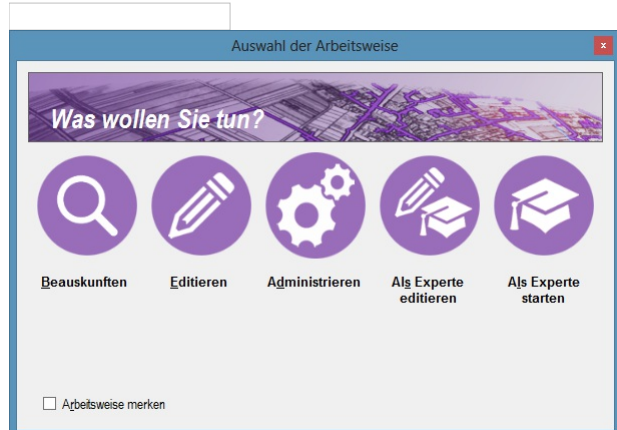 Auswahl der Arbeitsweise
x
Was wollen Sie tun?
Beauskunften Editieren Administrieren Als Experte Als Experte
editieren starten
Arbeitsweise merken